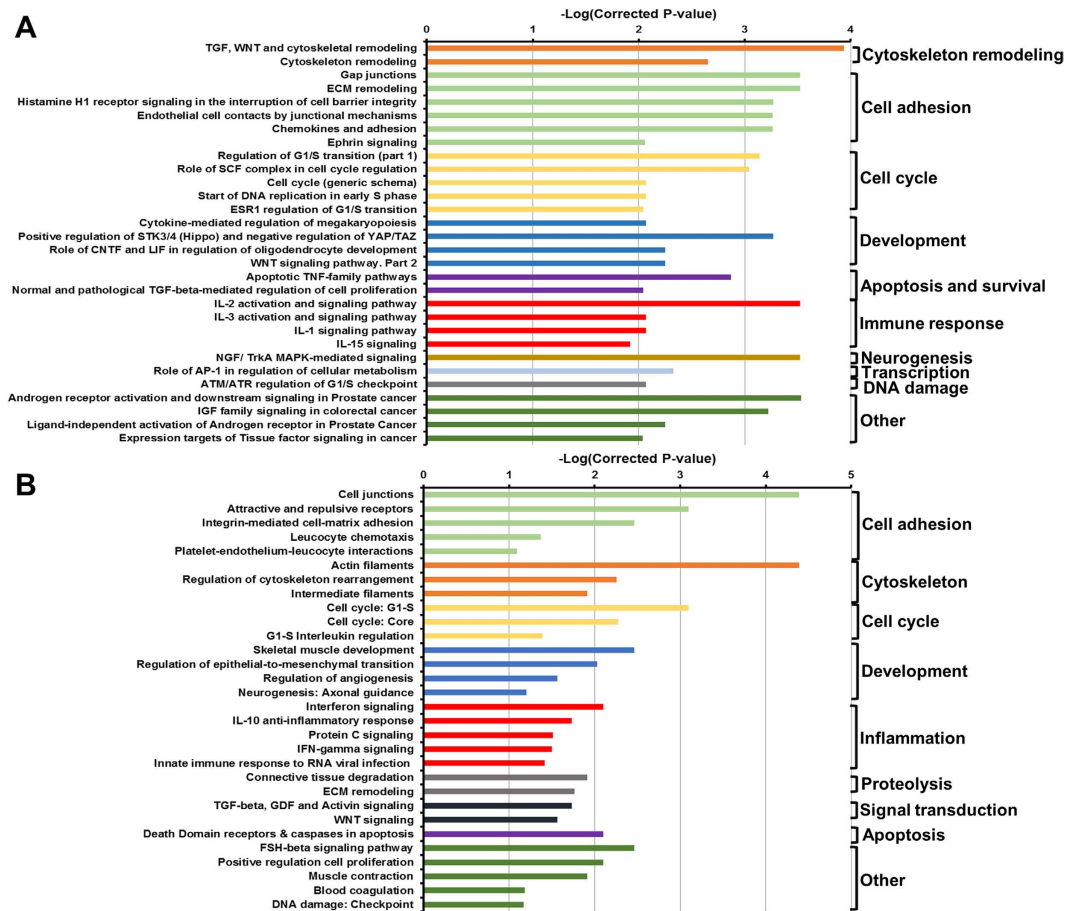 A
-Log(Corrected P-value)
0 1 2 3 4
TGF, WNT and cytoskeletal remodeling
Cytoskeleton remodeling
Cytoskeleton remodeling
Gap junctions
ECM remodeling
Histamine H1 receptor signaling in the interruption of cell barrier integrity
Endothelial cell contacts by junctional mechanisms
Chemokines and adhesion
Ephrin signaling
Cell adhesion
Regulation of G1/S transition (part 1)
Role of SCF complex in cell cycle regulation
Cell cycle (generic schema)
Start of DNA replication in early S phase
ESR1 regulation of G1/S transition
Cell cycle
Cytokine-mediated regulation of megakaryopoiesis
Positive regulation of STK3/4 (Hippo) and negative regulation of YAP/TAZ
Role of CNTF and LIF in regulation of oligodendrocyte development
WNT signaling pathway. Part 2
Development
Apoptotic TNF-family pathways
Normal and pathological TGF-beta-mediated regulation of cell proliferation
Apoptosis and survival
IL-2 activation and signaling pathway
IL-3 activation and signaling pathway
IL-1 signaling pathway
IL-15 signaling
Immune response
NGF/ TrkA MAPK-mediated signaling
Neurogenesis
Role of AP-1 in regulation of cellular metabolism
Transcription
ATM/ATR regulation of G1/S checkpoint
DNA damage
Androgen receptor activation and downstream signaling in Prostate cancer
IGF family signaling in colorectal cancer
Ligand-independent activation of Androgen receptor in Prostate Cancer
Expression targets of Tissue factor signaling in cancer
Other
B
-Log(Corrected P-value)
0 1 2 3 4 5
Cell junctions
Attractive and repulsive receptors
Integrin-mediated cell-matrix adhesion
Leucocyte chemotaxis
Platelet-endothelium-leucocyte interactions
Cell adhesion
Actin filaments
Regulation of cytoskeleton rearrangement
Intermediate filaments
Cytoskeleton
Cell cycle: G1-S
Cell cycle: Core
G1-S Interleukin regulation
Cell cycle
Skeletal muscle development
Regulation of epithelial-to-mesenchymal transition
Regulation of angiogenesis
Neurogenesis: Axonal guidance
Development
Interferon signaling
IL-10 anti-inflammatory response
Protein C signaling
IFN-gamma signaling
Innate immune response to RNA viral infection
Inflammation
Connective tissue degradation
ECM remodeling
Proteolysis
TGF-beta, GDF and Activin signaling
WNT signaling
Signal transduction
Death Domain receptors & caspases in apoptosis
Apoptosis
FSH-beta signaling pathway
Positive regulation cell proliferation
Muscle contraction
Blood coagulation
DNA damage: Checkpoint
Other